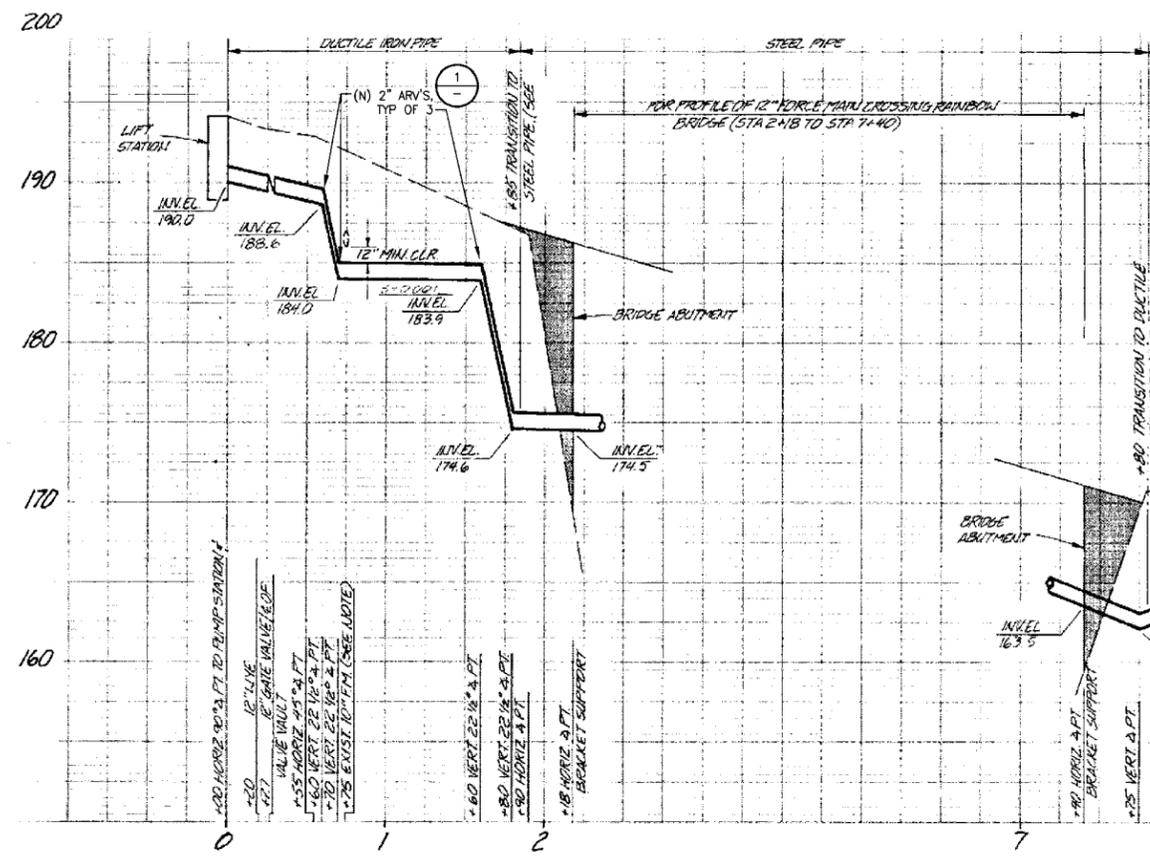 200
DUCTILE IRON PIPE
STEEL PIPE
1
-
(N) 2" ARV'S,
TYP OF 3
+85 TRANSITION TO
STEEL PIPE (SEE
FOR PROFILE OF 12" FORCE MAIN CROSSING RAINBOW
BRIDGE (STA 2+18 TO STA 7+40)
LIFT
STATION
190
INV. EL.
190.0
INV. EL.
188.6
12" MIN. CLR.
INV. EL.
184.0
S=0.001
INV. EL.
183.9
BRIDGE ABUTMENT
180
+80 TRANSITION TO DUCTILE
INV. EL.
174.6
INV. EL.
174.5
170
BRIDGE
ABUTMENT
INV. EL.
163.5
160
+00 HORIZ. 90° ∆ PT. TO PUMP STATION
+20 12" WYE
+27 12" GATE VALVE/
VALVE VAULT
+55 HORIZ. 45° ∆ PT.
+60 VERT. 22 1/2° ∆ PT.
+70 VERT. 22 1/2° ∆ PT.
+75 EXIST. 10" F.M. (SEE NOTE)
+60 VERT. 22 1/2° ∆ PT.
+80 VERT. 22 1/2° ∆ PT.
+90 HORIZ. ∆ PT.
+18 HORIZ. ∆ PT.
BRACKET SUPPORT
+90 HORIZ. ∆ PT.
BRACKET SUPPORT
+75 VERT. ∆ PT.
0
1
2
7